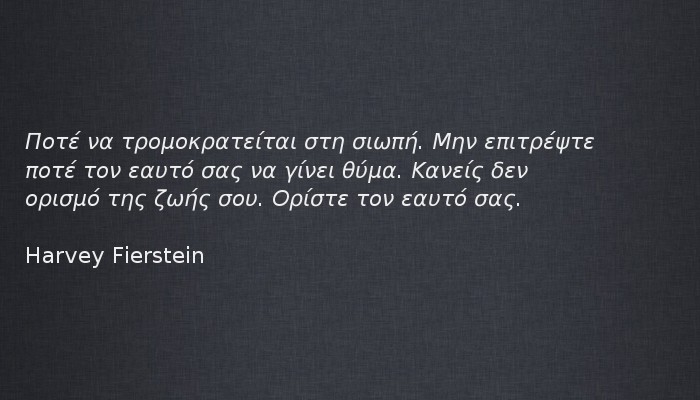 Ποτέ να τρομοκρατείται στη σιωπή. Μην επιτρέψτε
ποτέ τον εαυτό σας να γίνει θύμα. Κανείς δεν
ορισμό της ζωής σου. Ορίστε τον εαυτό σας.
Harvey Fierstein